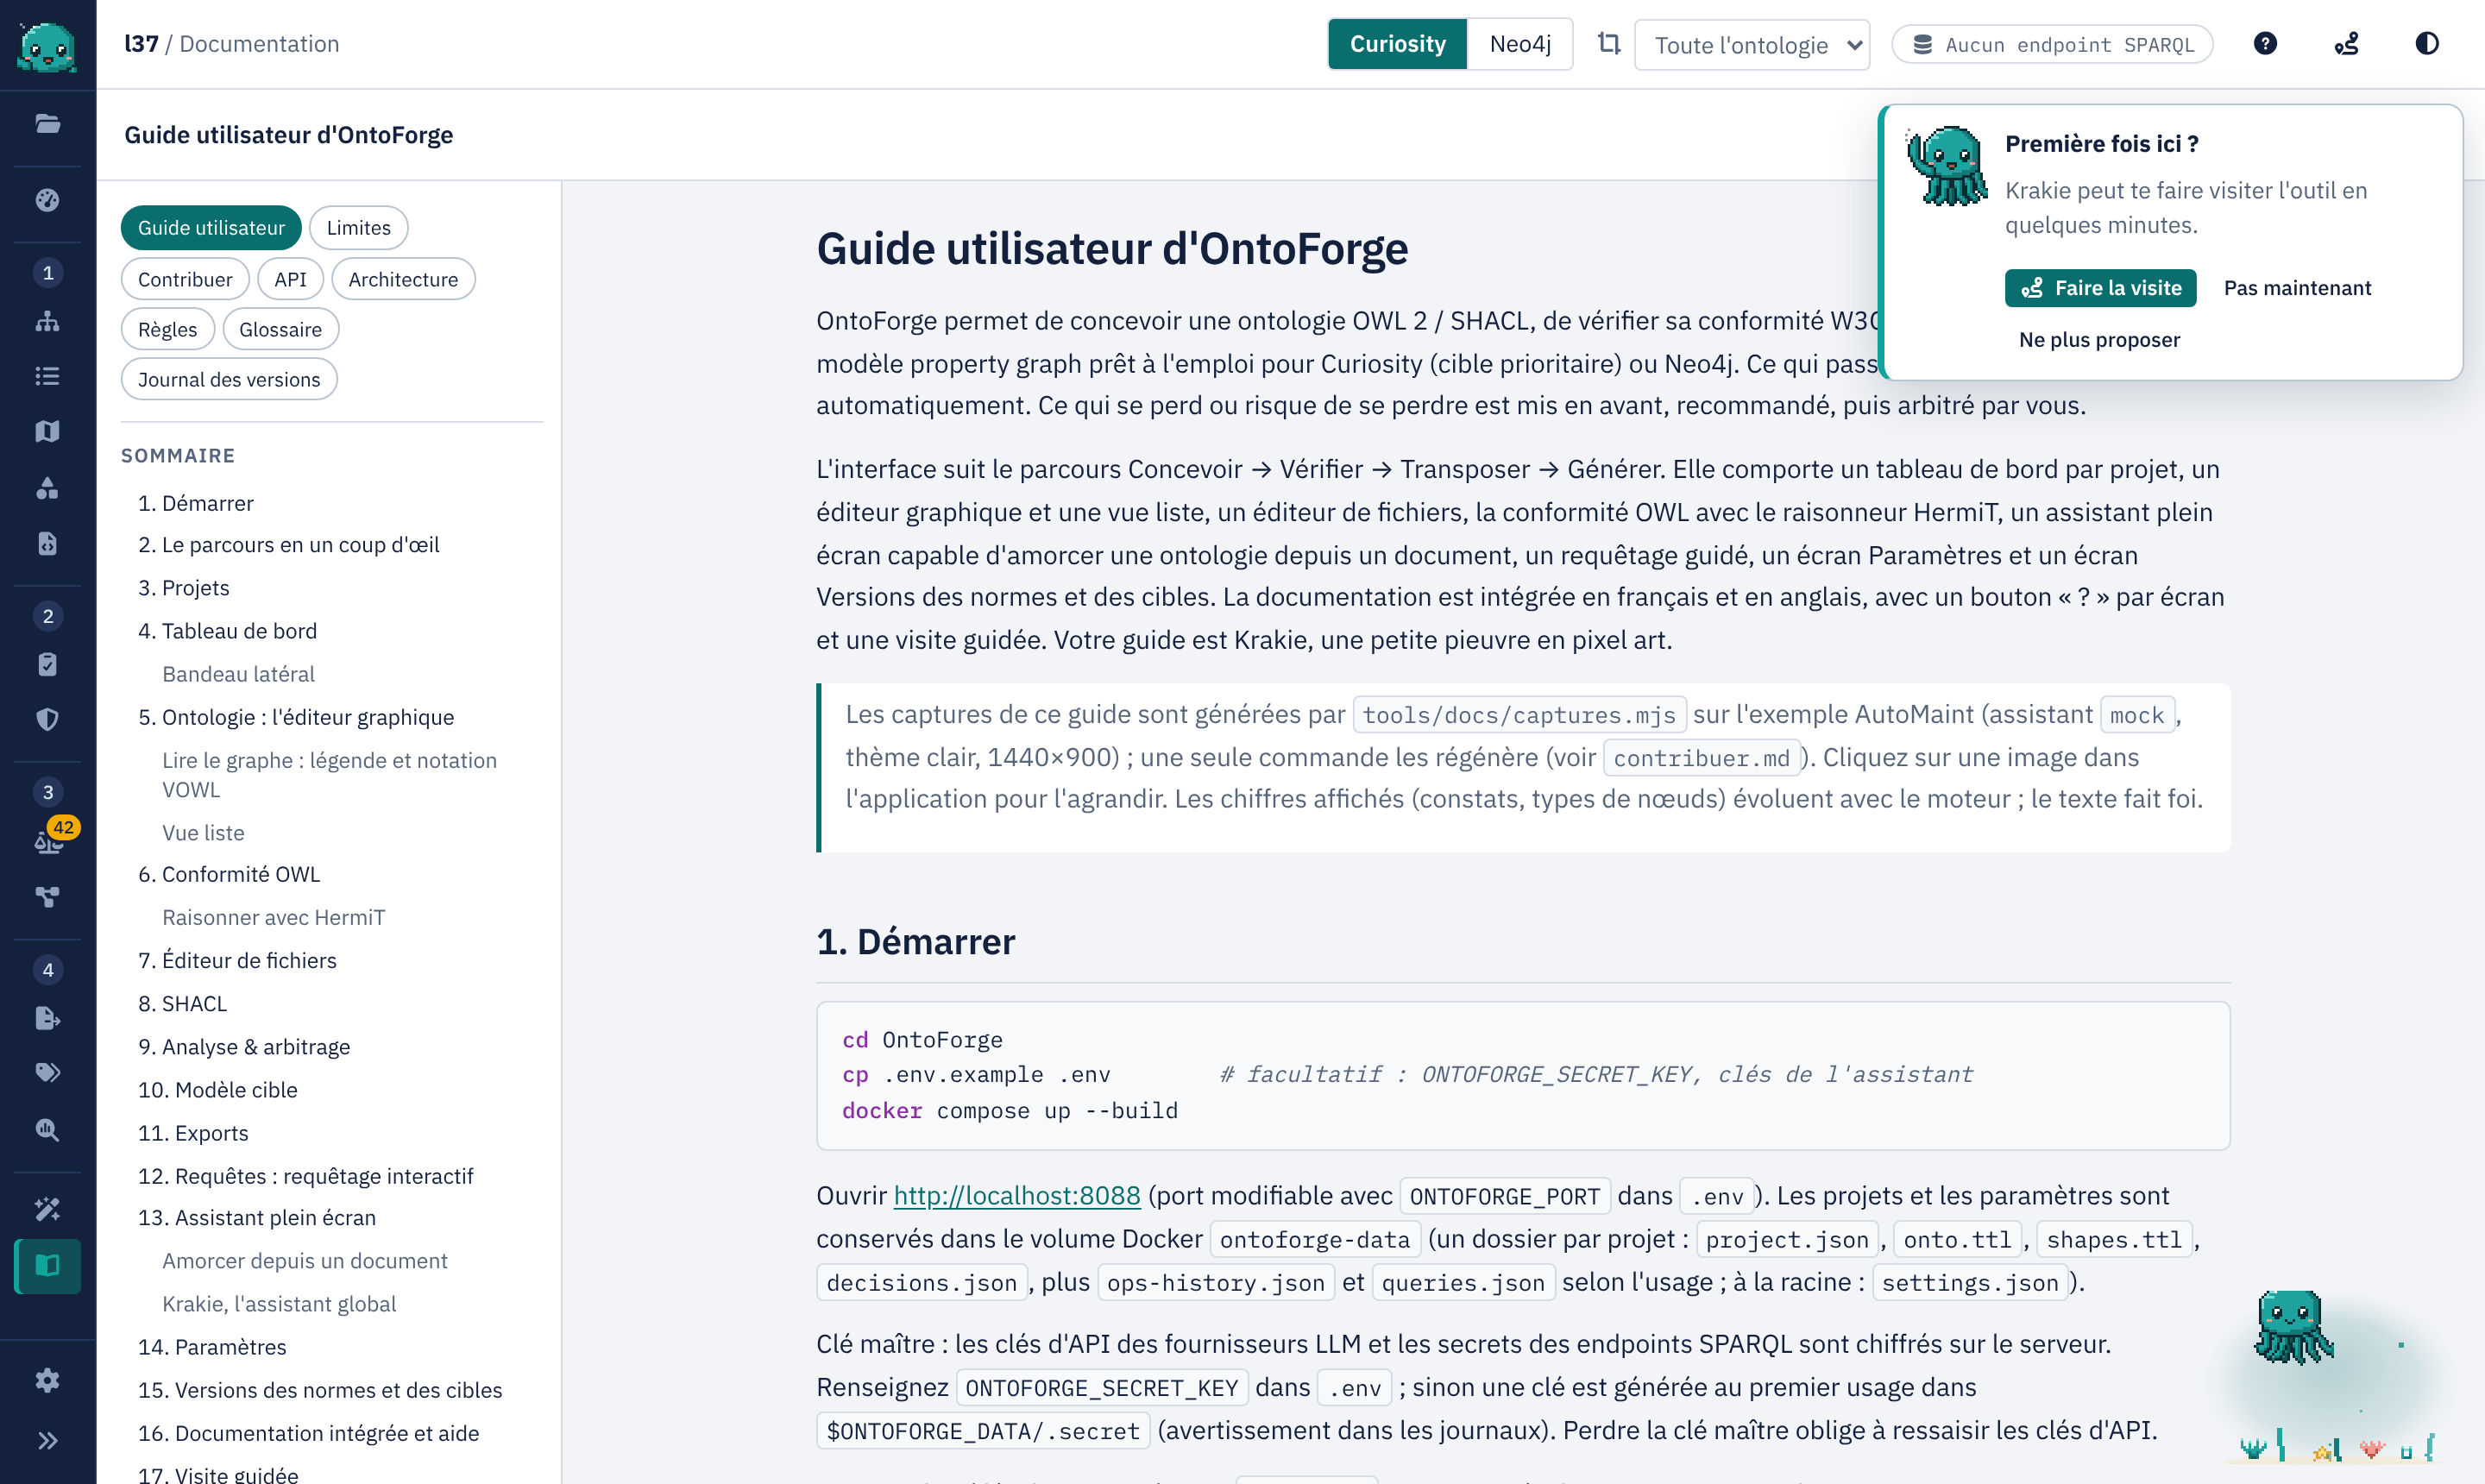 l37 / Documentation
Curiosity
Neo4j
Toute l'ontologie
Aucun endpoint SPARQL
?
Guide utilisateur d'OntoForge
Première fois ici ?
Krakie peut te faire visiter l'outil en
quelques minutes.
Faire la visite
Pas maintenant
Ne plus proposer
1
2
3
42
4
Guide utilisateur
Limites
Contribuer
API
Architecture
Règles
Glossaire
Journal des versions
SOMMAIRE
1. Démarrer
2. Le parcours en un coup d'œil
3. Projets
4. Tableau de bord
Bandeau latéral
5. Ontologie : l'éditeur graphique
Lire le graphe : légende et notation
VOWL
Vue liste
6. Conformité OWL
Raisonner avec HermiT
7. Éditeur de fichiers
8. SHACL
9. Analyse & arbitrage
10. Modèle cible
11. Exports
12. Requêtes : requêtage interactif
13. Assistant plein écran
Amorcer depuis un document
Krakie, l'assistant global
14. Paramètres
15. Versions des normes et des cibles
16. Documentation intégrée et aide
17. Visite guidée
Guide utilisateur d'OntoForge
OntoForge permet de concevoir une ontologie OWL 2 / SHACL, de vérifier sa conformité W3C
modèle property graph prêt à l'emploi pour Curiosity (cible prioritaire) ou Neo4j. Ce qui pass
automatiquement. Ce qui se perd ou risque de se perdre est mis en avant, recommandé, puis arbitré par vous.
L'interface suit le parcours Concevoir → Vérifier → Transposer → Générer. Elle comporte un tableau de bord par projet, un
éditeur graphique et une vue liste, un éditeur de fichiers, la conformité OWL avec le raisonneur HermiT, un assistant plein
écran capable d'amorcer une ontologie depuis un document, un requêtage guidé, un écran Paramètres et un écran
Versions des normes et des cibles. La documentation est intégrée en français et en anglais, avec un bouton « ? » par écran
et une visite guidée. Votre guide est Krakie, une petite pieuvre en pixel art.
Les captures de ce guide sont générées par tools/docs/captures.mjs sur l'exemple AutoMaint (assistant mock,
thème clair, 1440×900) ; une seule commande les régénère (voir contribuer.md). Cliquez sur une image dans
l'application pour l'agrandir. Les chiffres affichés (constats, types de nœuds) évoluent avec le moteur ; le texte fait foi.
1. Démarrer
cd OntoForge
cp .env.example .env # facultatif : ONTOFORGE_SECRET_KEY, clés de l'assistant
docker compose up --build
Ouvrir http://localhost:8088 (port modifiable avec ONTOFORGE_PORT dans .env). Les projets et les paramètres sont
conservés dans le volume Docker ontoforge-data (un dossier par projet : project.json, onto.ttl, shapes.ttl,
decisions.json, plus ops-history.json et queries.json selon l'usage ; à la racine : settings.json).
Clé maître : les clés d'API des fournisseurs LLM et les secrets des endpoints SPARQL sont chiffrés sur le serveur.
Renseignez ONTOFORGE_SECRET_KEY dans .env ; sinon une clé est générée au premier usage dans
$ONTOFORGE_DATA/.secret (avertissement dans les journaux). Perdre la clé maître oblige à ressaisir les clés d'API.